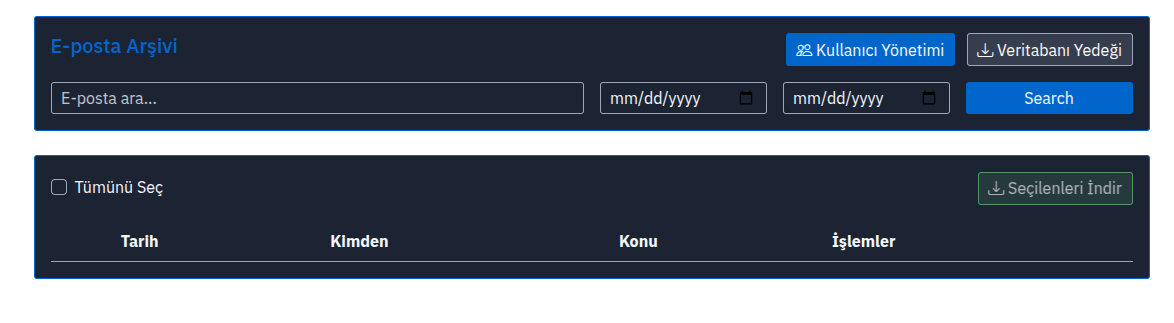 E-posta Arşivi
Kullanıcı Yönetimi Veritabanı Yedeği
E-posta ara... mm/dd/yyyy mm/dd/yyyy Search
Tümünü Seç Seçilenleri İndir
Tarih Kimden Konu İşlemler